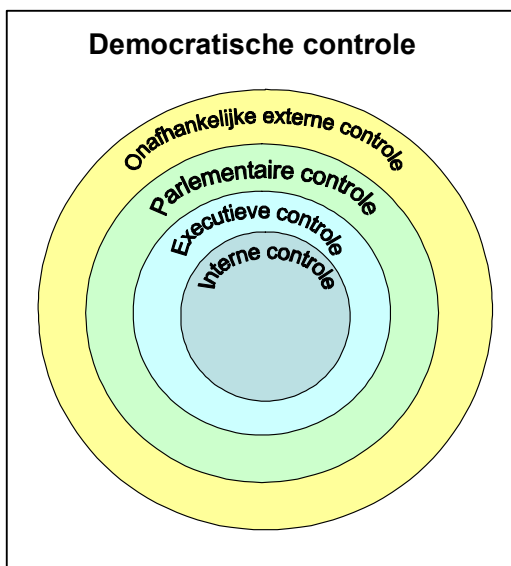 Democratische controle
Onafhankelijke externe controle
Parlementaire controle
Executieve controle
Interne controle